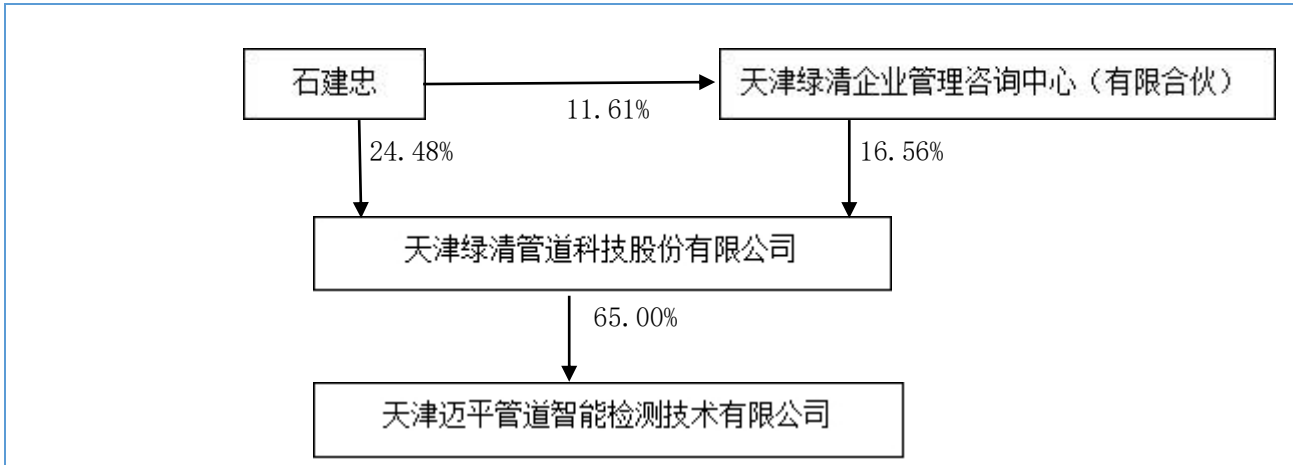 石建忠
天津绿清企业管理咨询中心（有限合伙）
11.61%
24.48%
16.56%
天津绿清管道科技股份有限公司
65.00%
天津迈平管道智能检测技术有限公司